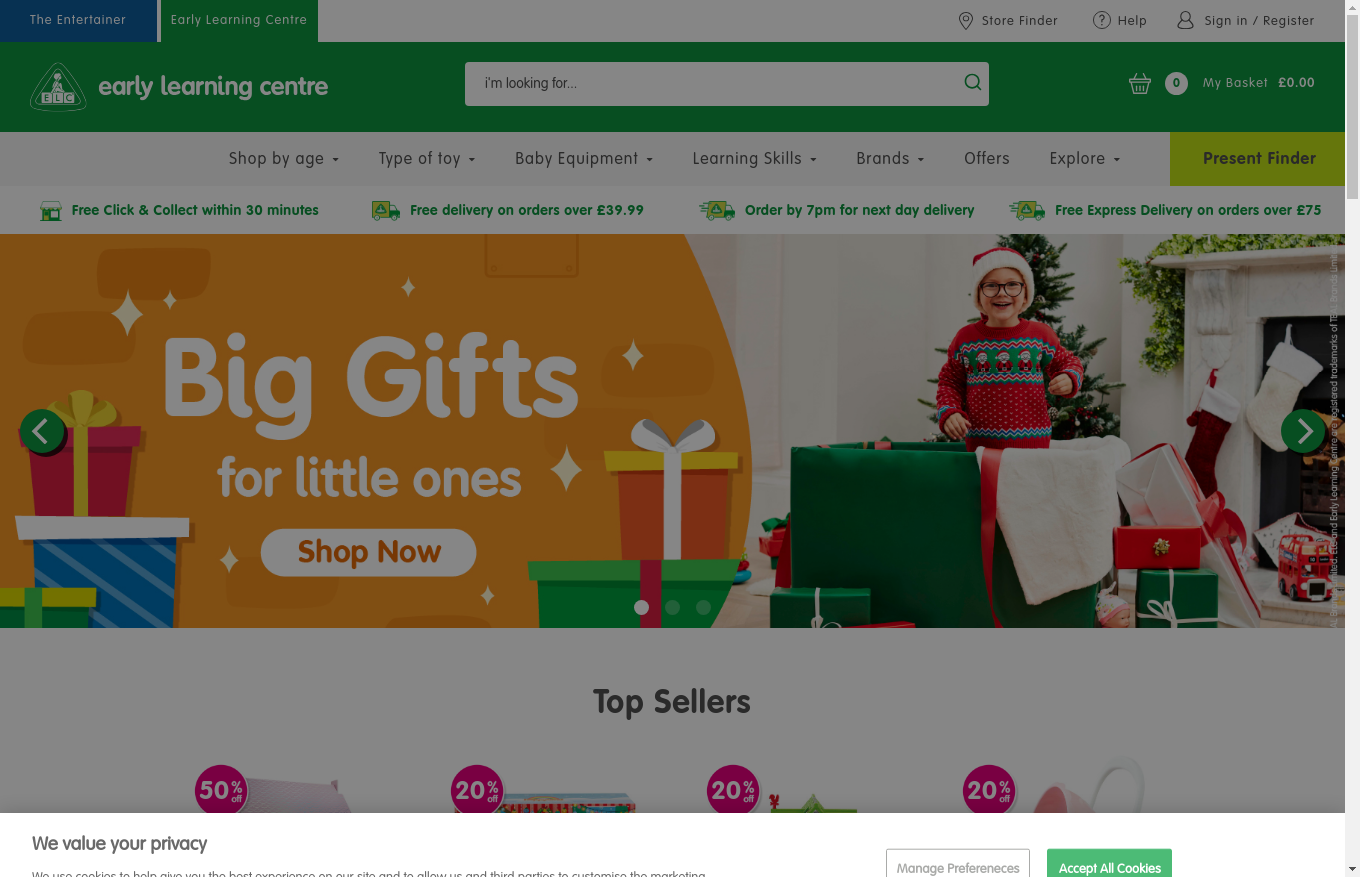 The Entertainer
Early Learning Centre
Store Finder
Help
Sign in / Register
ELC
early learning centre
i'm looking for...
0
My Basket £0.00
Shop by age
Type of toy
Baby Equipment
Learning Skills
Brands
Offers
Explore
Present Finder
Free Click & Collect within 30 minutes
Free delivery on orders over £39.99
Order by 7pm for next day delivery
Free Express Delivery on orders over £75
Big Gifts
for little ones
Shop Now
Top Sellers
50% off
20% off
20% off
20% off
We value your privacy
We use cookies to help give you the best experience on our site and to allow us and third parties to customise the marketing
Manage Prefereneces
Accept All Cookies